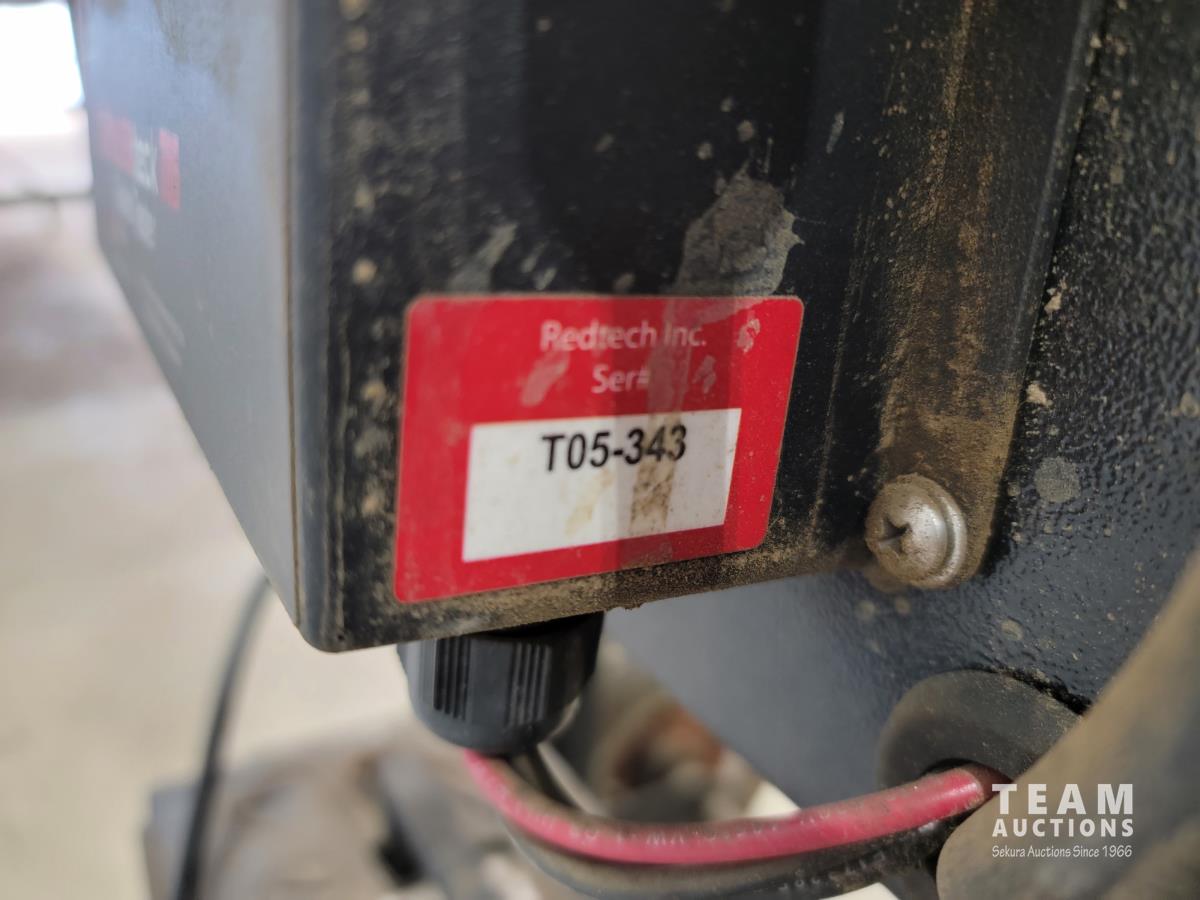 Redtech Inc.
Ser#
T05-343
TEAM
AUCTIONS
Sekura Auctions Since 1966